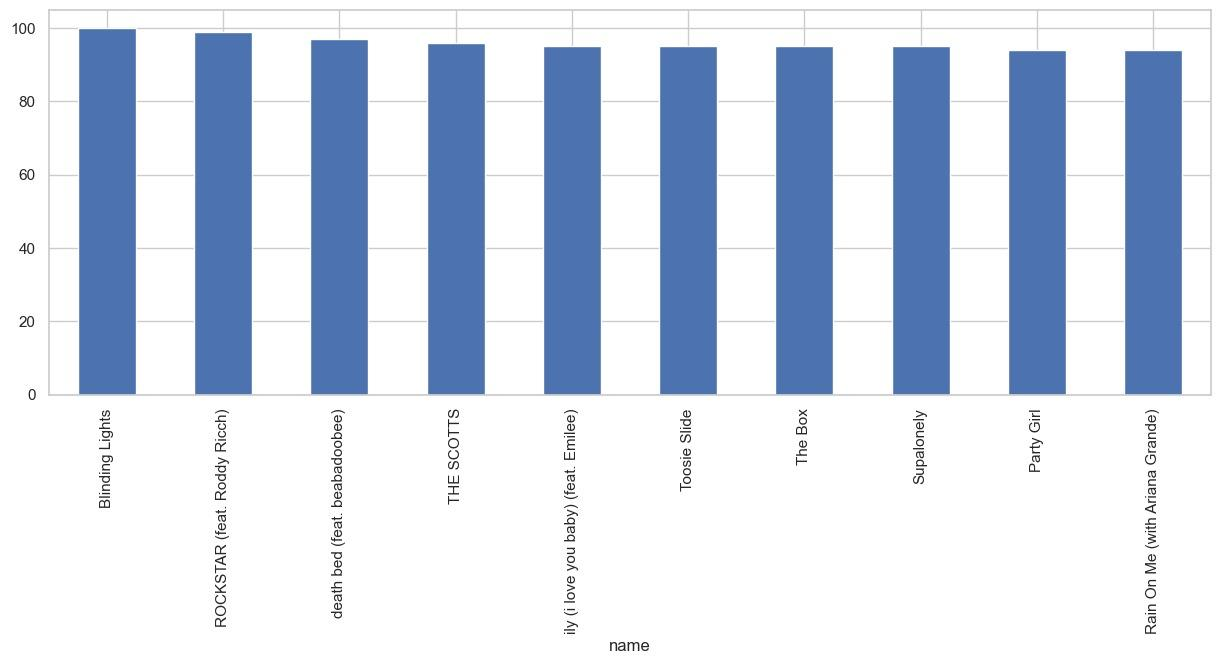 100
80
60
40
20
0
Blinding Lights
ROCKSTAR (feat. Roddy Ricch)
death bed (feat. beabadoobee)
THE SCOTTS
ily (i love you baby) (feat. Emilee)
Toosie Slide
The Box
Supalonely
Party Girl
Rain On Me (with Ariana Grande)
name